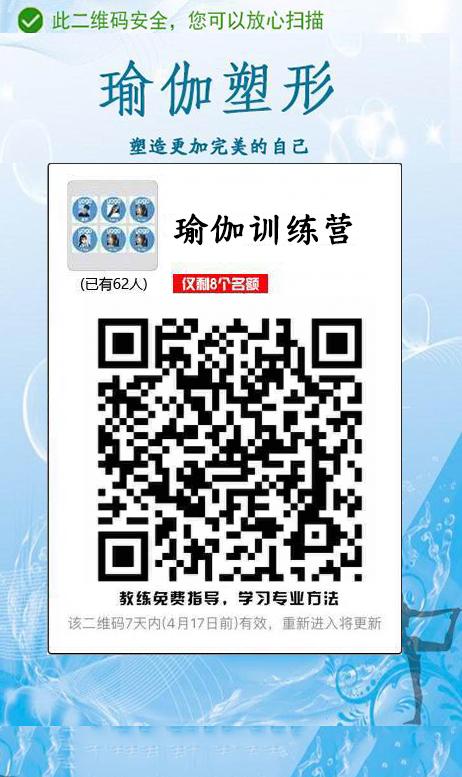 此二维码安全，您可以放心扫描
瑜伽塑形
塑造更加完美的自己
瑜伽训练营
(已有62人)
仅剩8个名额
教练免费指导，学习专业方法
该二维码7天内(4月17日前)有效，重新进入将更新